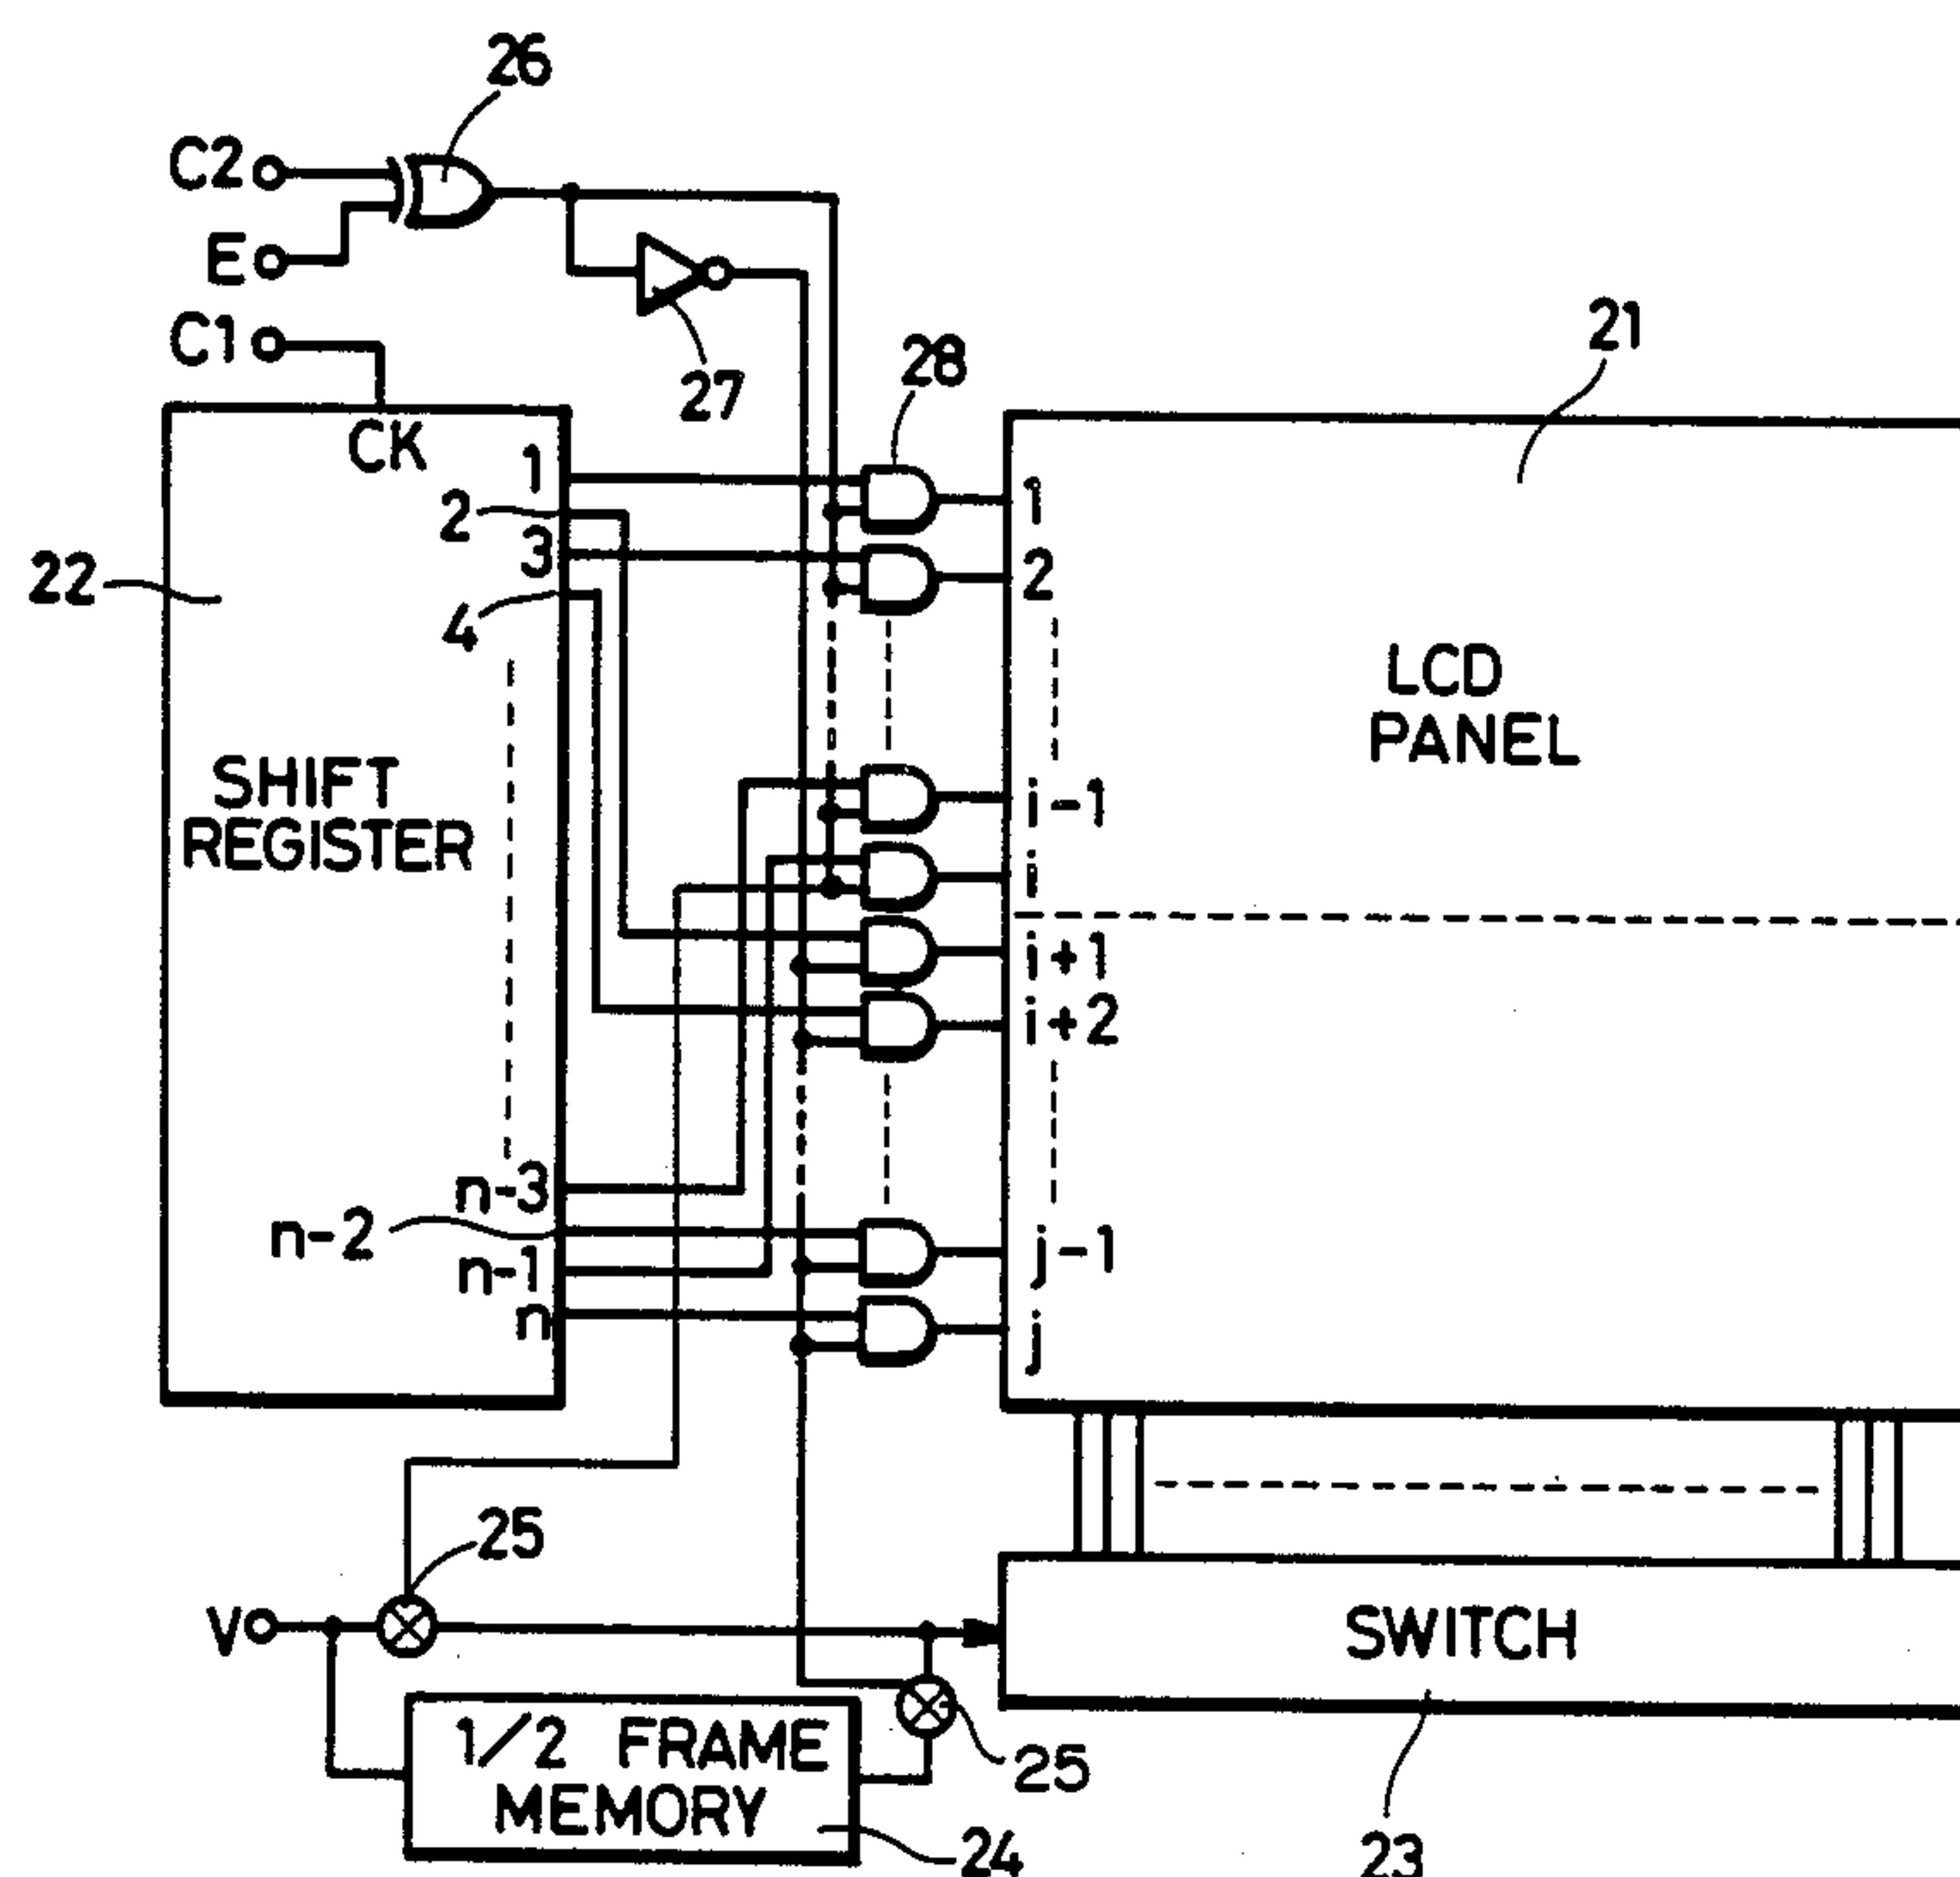 26
C2
E
C1
27
28
21
CK
1
2
3
4
22
SHIFT
REGISTER
n-3
n-2
n-1
n
1
2
i-1
i
i+1
i+2
j-1
j
LCD
PANEL
25
V
1/2 FRAME
MEMORY
24
25
SWITCH
23